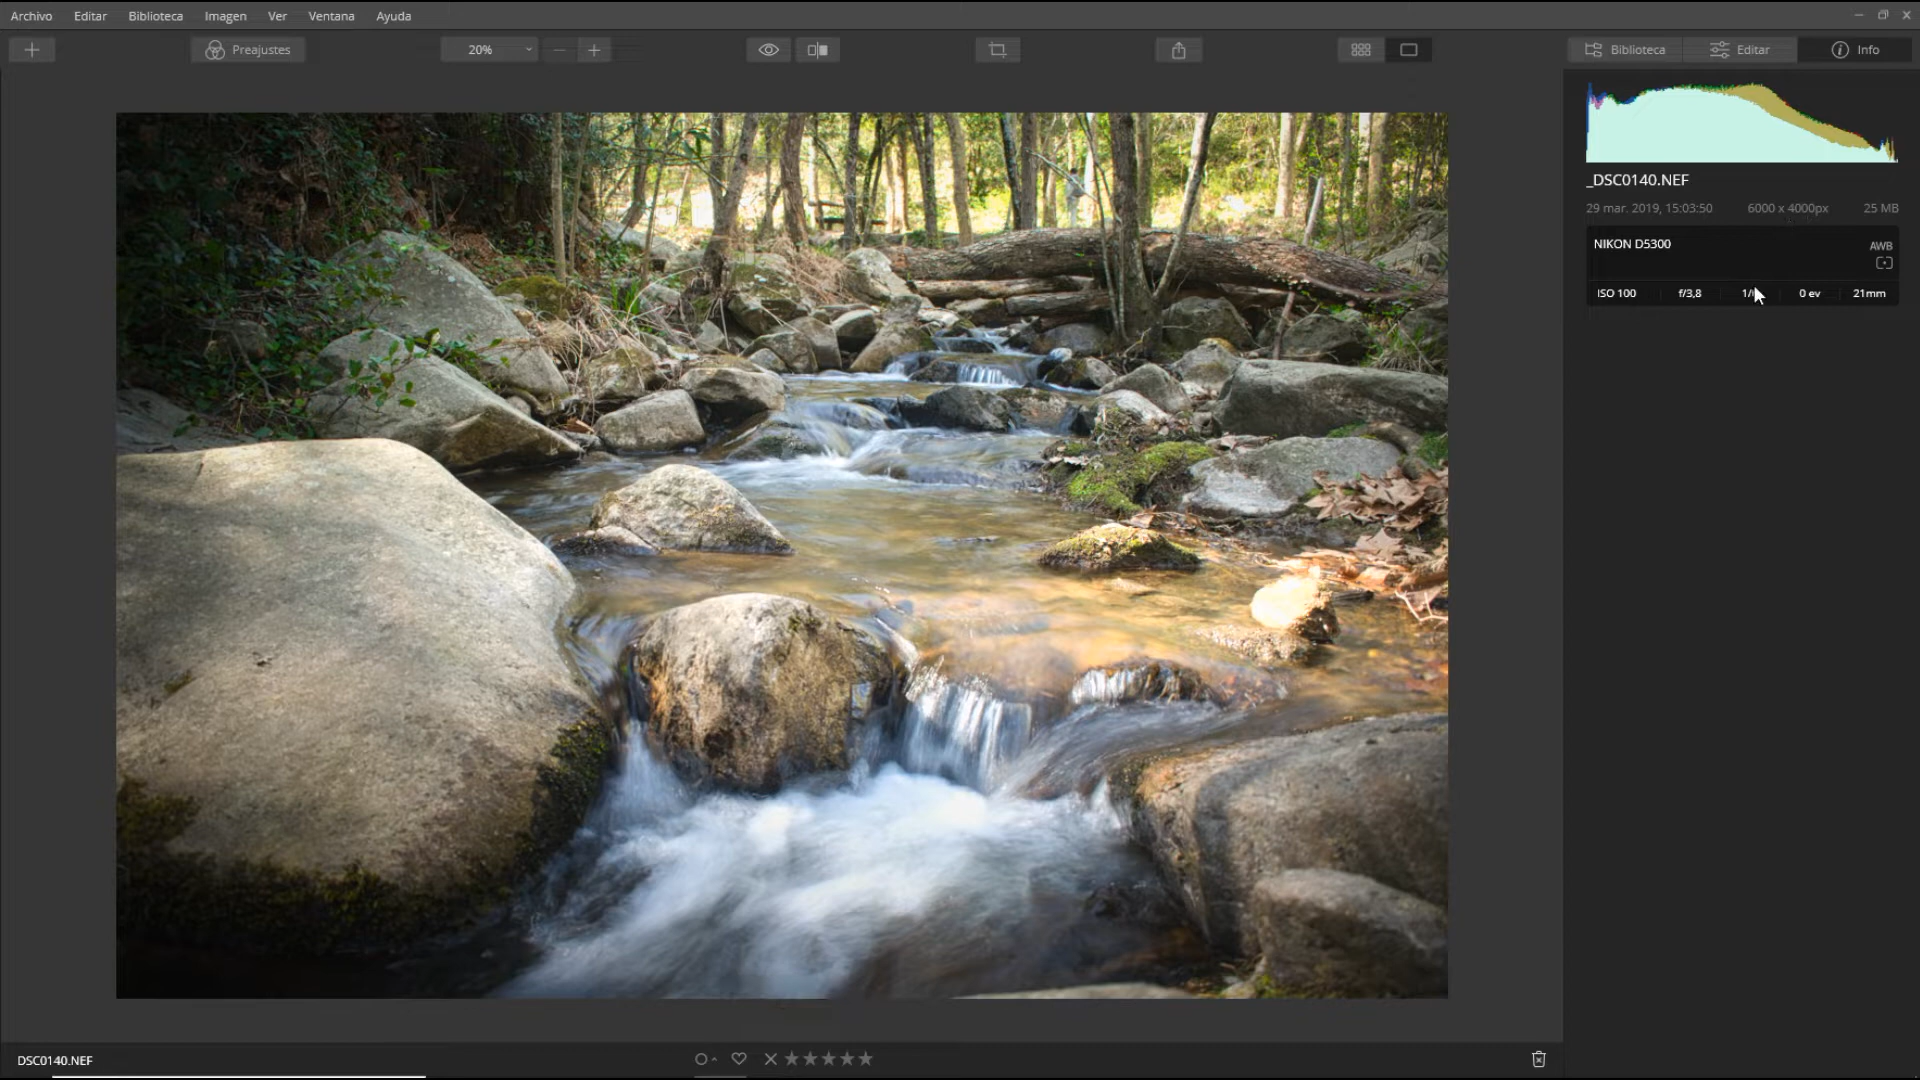 Archivo Editar Biblioteca Imagen Ver Ventana Ayuda
Preajustes 20% Biblioteca Editar Info
_DSC0140.NEF
29 mar. 2019, 15:03:50 6000 x 4000px 25 MB
NIKON D5300 AWB
ISO 100 f/3,8 0 ev 21mm
DSC0140.NEF